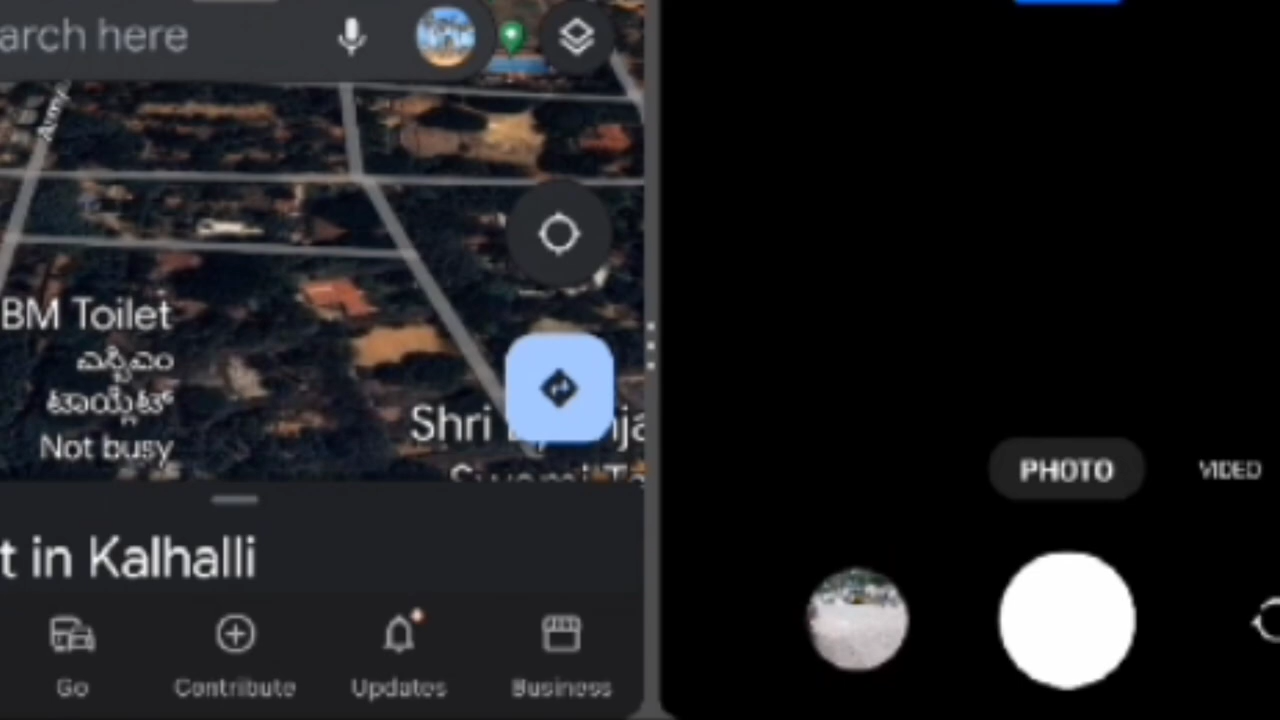 arch here
BM Toilet
ಎಸ್ಬಿಎಂ
ಟಾಯ್ಲೆಟ್
Not busy
Shri
t in Kalhalli
Go
Contribute
Updates
Business
PHOTO
VIDEO